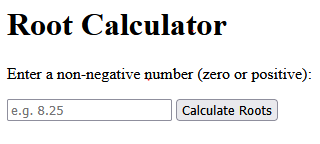 Root Calculator
Enter a non-negative number (zero or positive):
e.g. 8.25 Calculate Roots